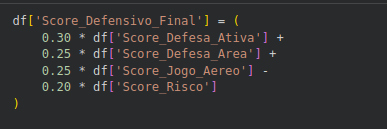 df['Score_Defensivo_Final'] = (
    0.30 * df['Score_Defesa_Ativa'] +
    0.25 * df['Score_Defesa_Area'] +
    0.25 * df['Score_Jogo_Aereo'] -
    0.20 * df['Score_Risco']
)